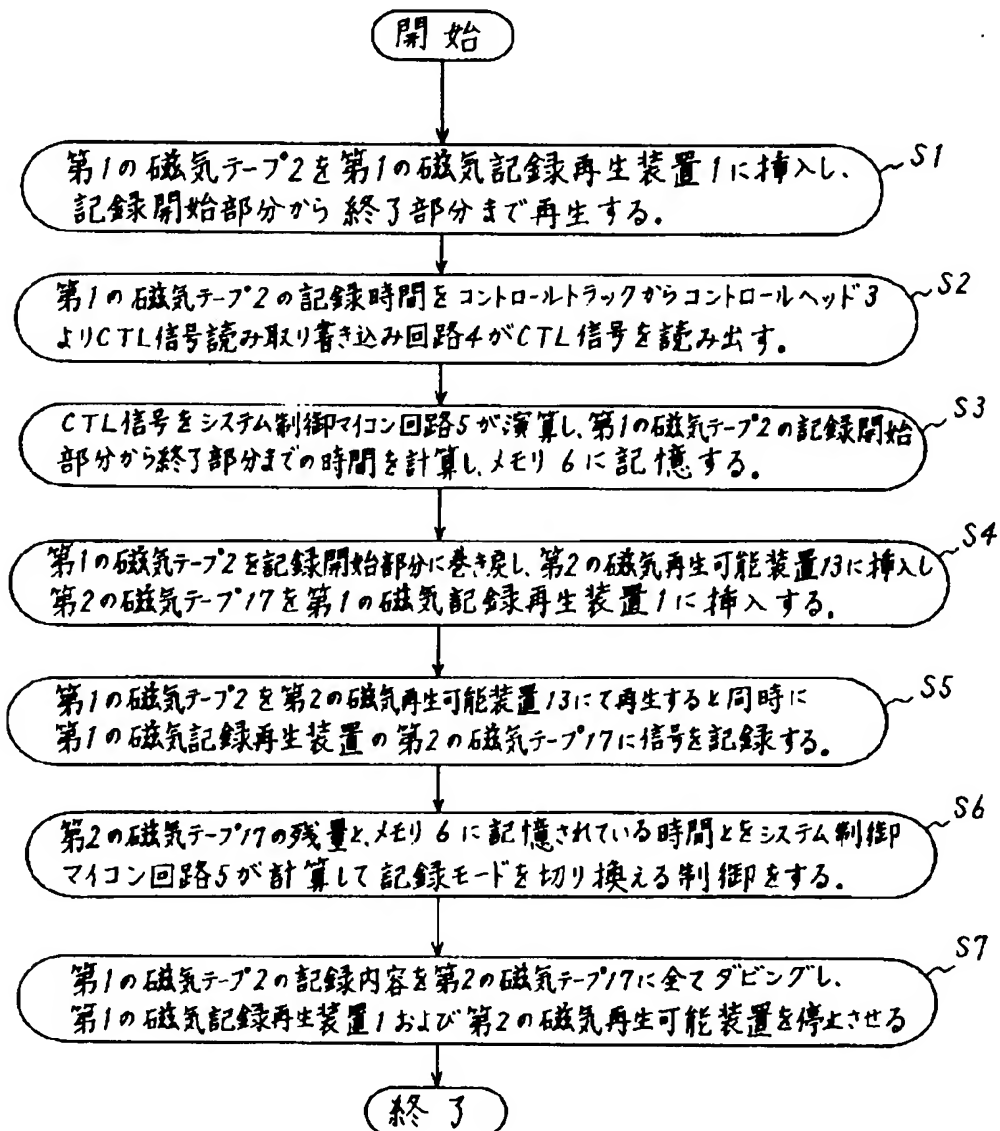 開始
第1の磁気テープ2を第1の磁気記録再生装置1に挿入し、
記録開始部分から終了部分まで再生する。
S1
第1の磁気テープ2の記録時間をコントロールトラックからコントロールヘッド3
よりCTL信号読み取り書き込み回路4がCTL信号を読み出す。
S2
CTL信号をシステム制御マイコン回路5が演算し、第1の磁気テープ2の記録開始
部分から終了部分までの時間を計算し、メモリ6に記憶する。
S3
第1の磁気テープ2を記録開始部分に巻き戻し、第2の磁気再生可能装置13に挿入し
第2の磁気テープ17を第1の磁気記録再生装置1に挿入する。
S4
第1の磁気テープ2を第2の磁気再生可能装置13にて再生すると同時に
第1の磁気記録再生装置の第2の磁気テープ17に信号を記録する。
S5
第2の磁気テープ17の残量と、メモリ6に記憶されている時間とをシステム制御
マイコン回路5が計算して記録モードを切り換える制御をする。
S6
第1の磁気テープ2の記録内容を第2の磁気テープ17に全てダビングし、
第1の磁気記録再生装置1および第2の磁気再生可能装置を停止させる
S7
終了